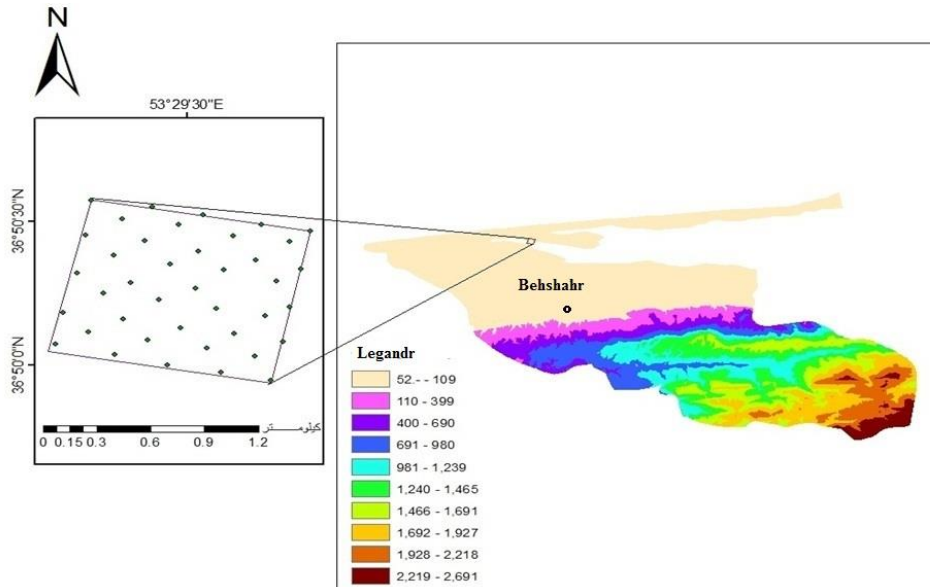 N
53°29'30"E
36°50'30"N
36°50'0"N
کیلومـــتر
0 0.15 0.3 0.6 0.9 1.2
Behshahr
Legandr
52 - - 109
110 - 399
400 - 690
691 - 980
981 - 1,239
1,240 - 1,465
1,466 - 1,691
1,692 - 1,927
1,928 - 2,218
2,219 - 2,691